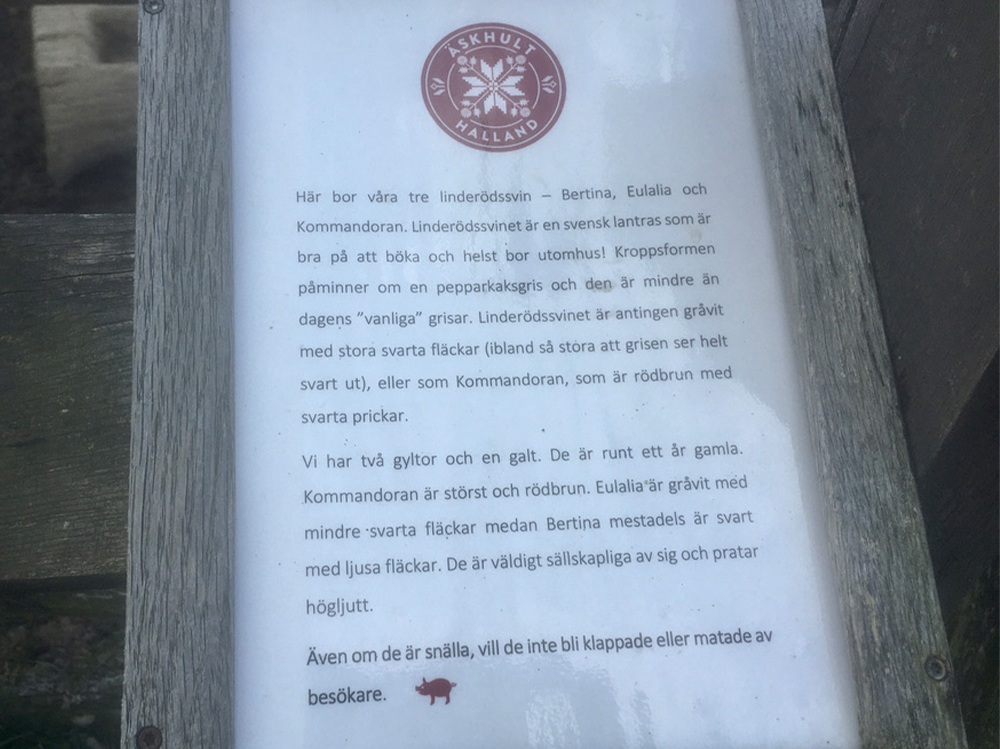 ÄSKHULT
HALLAND
Här bor våra tre linderödssvin – Bertina, Eulalia och
Kommandoran. Linderödssvinet är en svensk lantras som är
bra på att böka och helst bor utomhus! Kroppsformen
påminner om en pepparkaksgris och den är mindre än
dagens ”vanliga” grisar. Linderödssvinet är antingen gråvit
med stora svarta fläckar (ibland så stora att grisen ser helt
svart ut), eller som Kommandoran, som är rödbrun med
svarta prickar.
Vi har två gyltor och en galt. De är runt ett år gamla.
Kommandoran är störst och rödbrun. Eulalia är gråvit med
mindre svarta fläckar medan Bertina mestadels är svart
med ljusa fläckar. De är väldigt sällskapliga av sig och pratar
högljutt.
Även om de är snälla, vill de inte bli klappade eller matade av
besökare.